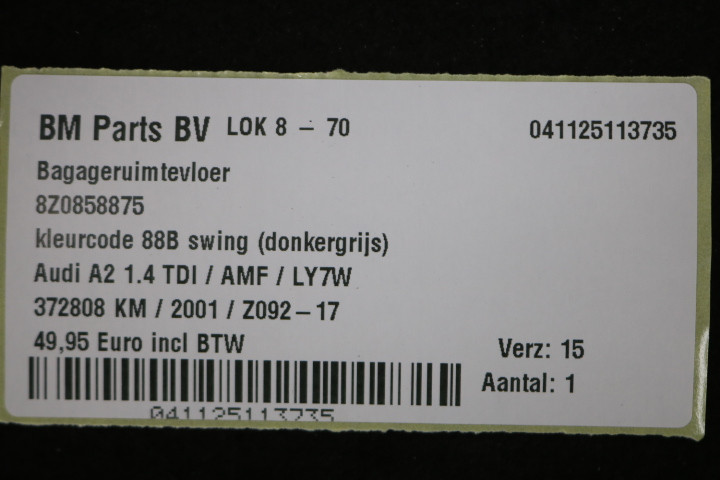 BM Parts BV LOK 8 - 70 041125113735
Bagageruimtevloer
8Z0858875
kleurcode 88B swing (donkergrijs)
Audi A2 1.4 TDI / AMF / LY7W
372808 KM / 2001 / Z092-17
49,95 Euro incl BTW Verz: 15
Aantal: 1
041125113735